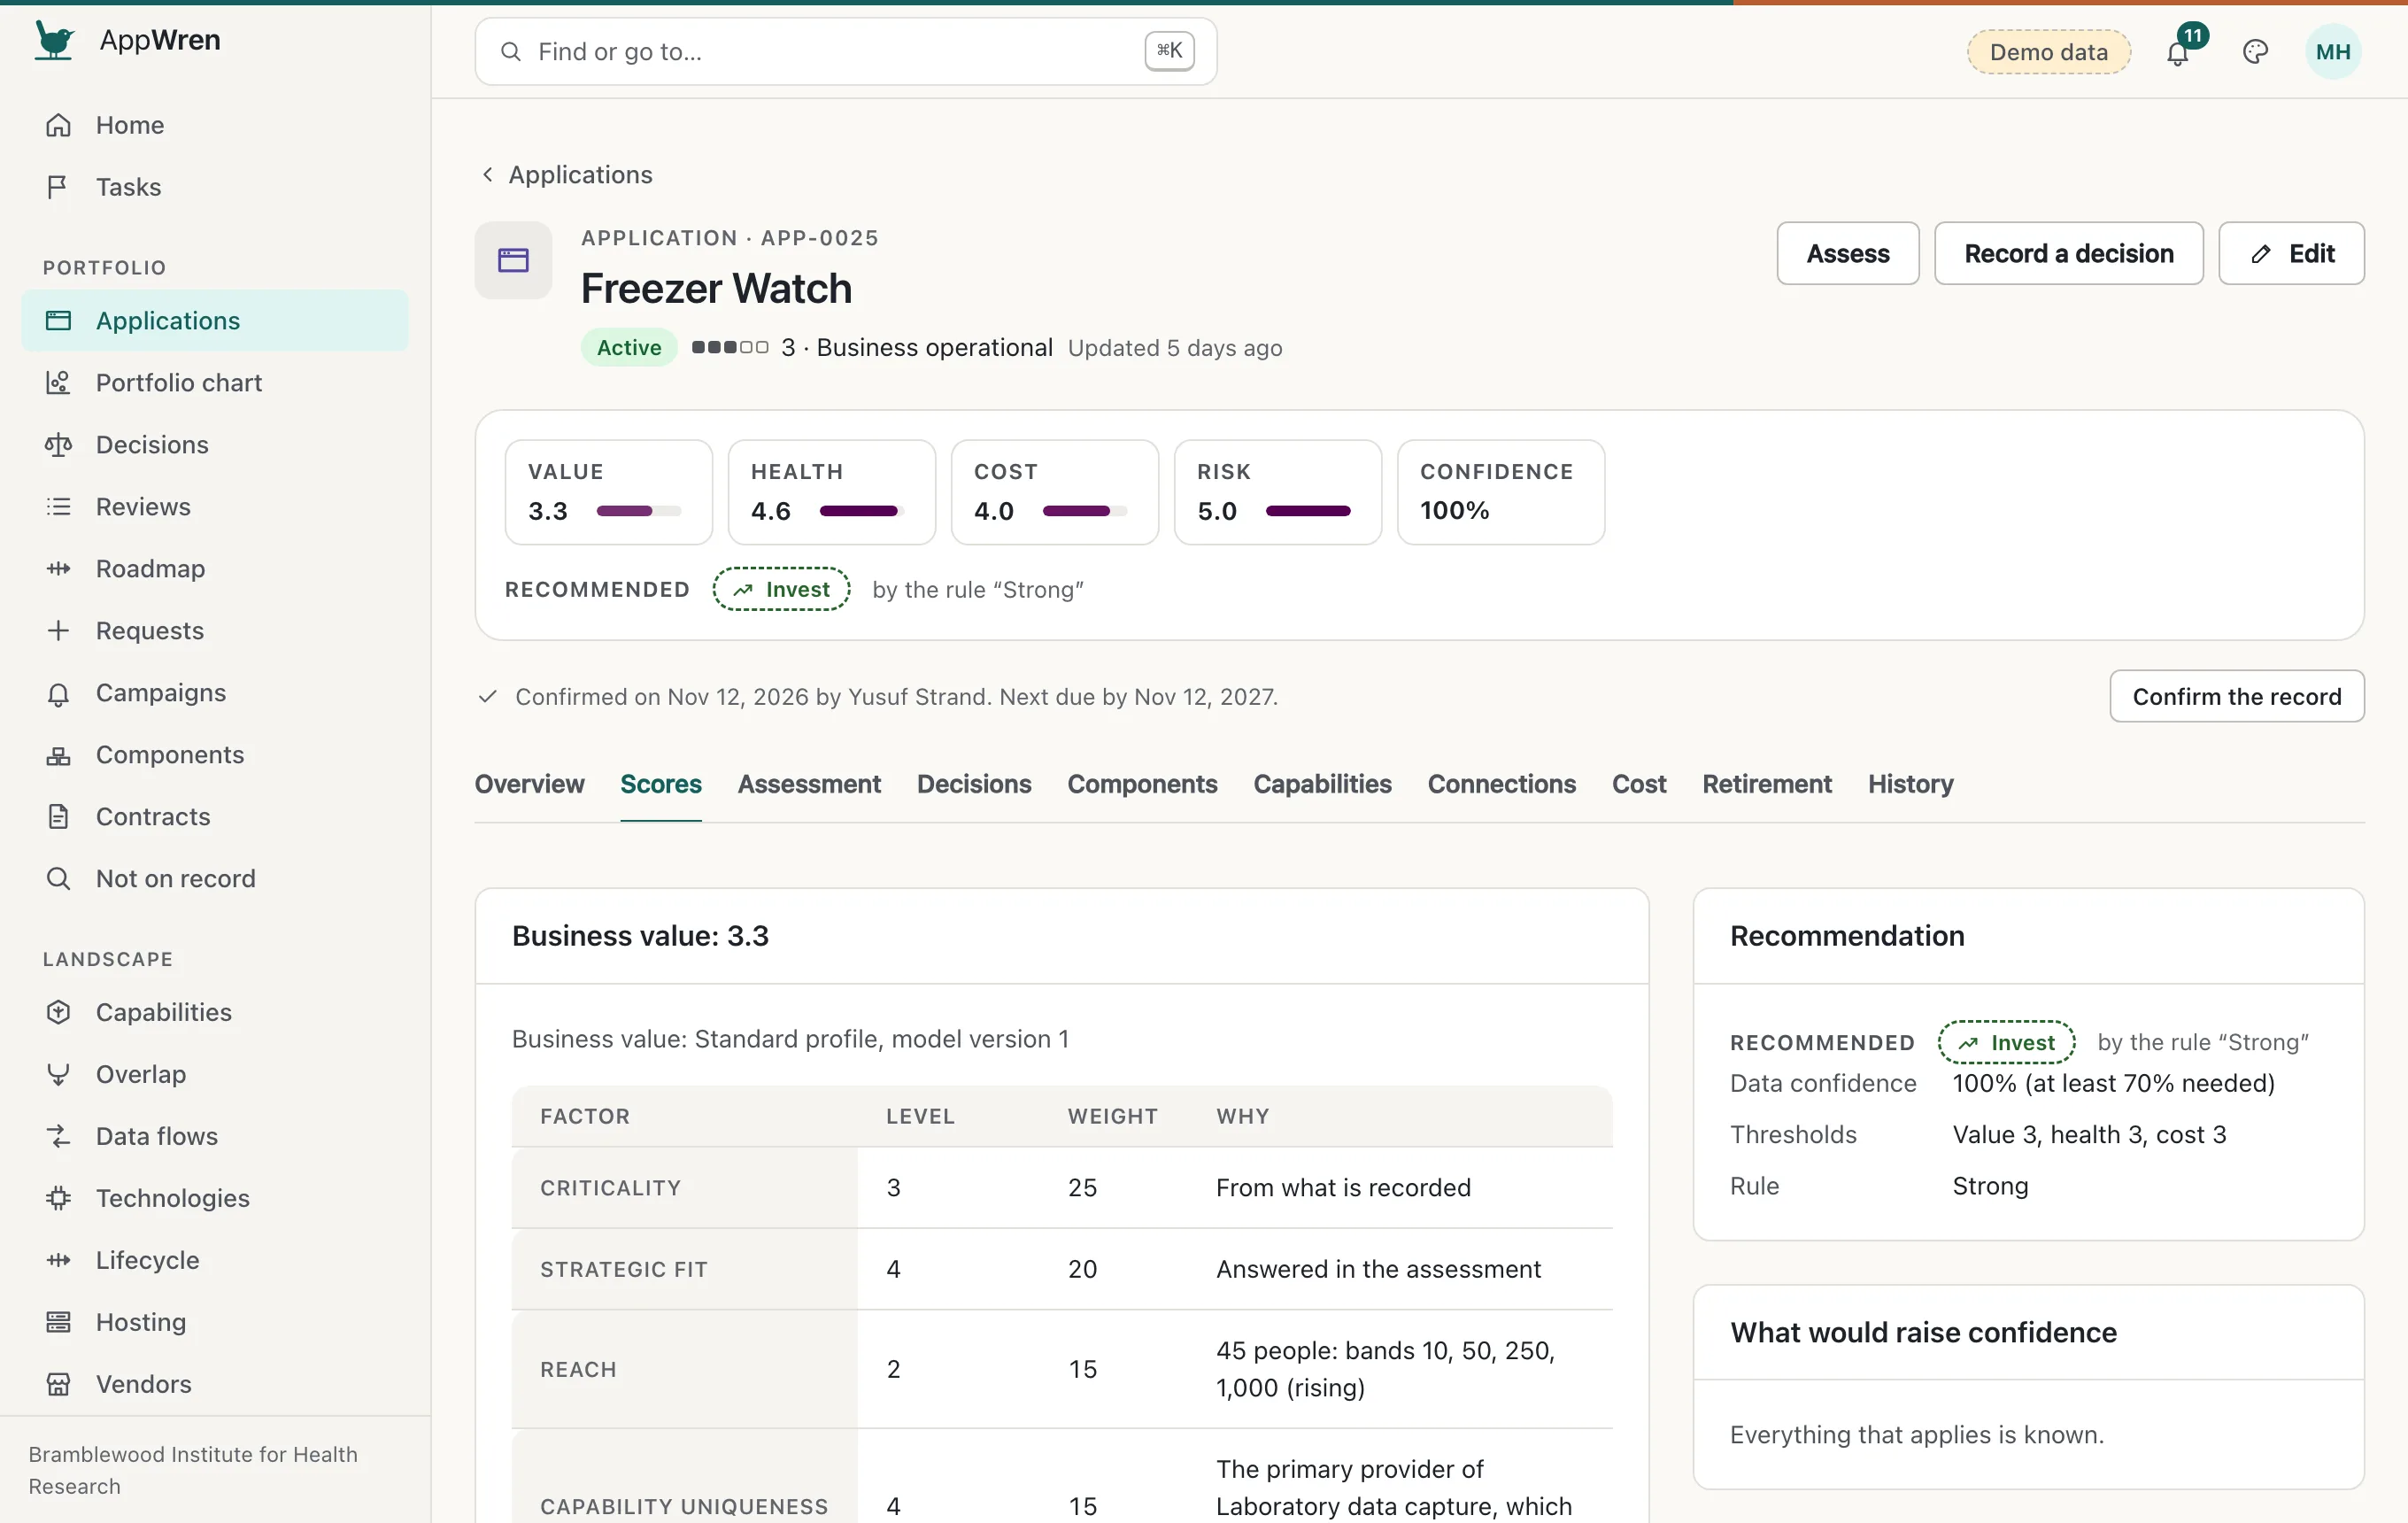 AppWren
Find or go to...
⌘K
Demo data
11
MH
Home
Tasks
PORTFOLIO
Applications
Portfolio chart
Decisions
Reviews
Roadmap
Requests
Campaigns
Components
Contracts
Not on record
LANDSCAPE
Capabilities
Overlap
Data flows
Technologies
Lifecycle
Hosting
Vendors
Bramblewood Institute for Health
Research
Applications
APPLICATION · APP-0025
Freezer Watch
Active
3 · Business operational
Updated 5 days ago
Assess
Record a decision
Edit
VALUE
3.3
HEALTH
4.6
COST
4.0
RISK
5.0
CONFIDENCE
100%
RECOMMENDED Invest by the rule “Strong”
Confirmed on Nov 12, 2026 by Yusuf Strand. Next due by Nov 12, 2027.
Confirm the record
Overview Scores Assessment Decisions Components Capabilities Connections Cost Retirement History
Business value: 3.3
Business value: Standard profile, model version 1
FACTOR LEVEL WEIGHT WHY
CRITICALITY 3 25 From what is recorded
STRATEGIC FIT 4 20 Answered in the assessment
REACH 2 15 45 people: bands 10, 50, 250,
1,000 (rising)
CAPABILITY UNIQUENESS 4 15 The primary provider of
Laboratory data capture, which
Recommendation
RECOMMENDED Invest by the rule “Strong”
Data confidence 100% (at least 70% needed)
Thresholds Value 3, health 3, cost 3
Rule Strong
What would raise confidence
Everything that applies is known.